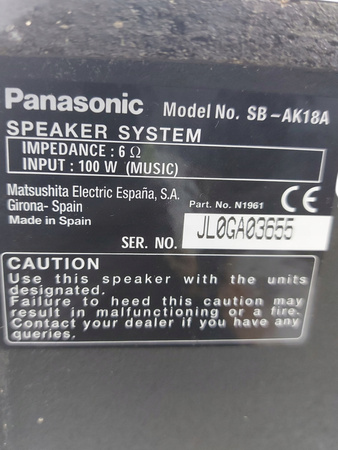 Panasonic Model No. SB-AK18A
SPEAKER SYSTEM
IMPEDANCE : 6 Ω
INPUT : 100 W (MUSIC)
Matsushita Electric España, S.A.
Girona- Spain
Made in Spain
Part. No. N1961
CE
SER. NO. JL0GA03655
CAUTION
Use this speaker with the units
designated.
Failure to heed this caution may
result in malfunctioning or a fire.
Contact your dealer if you have any
queries.